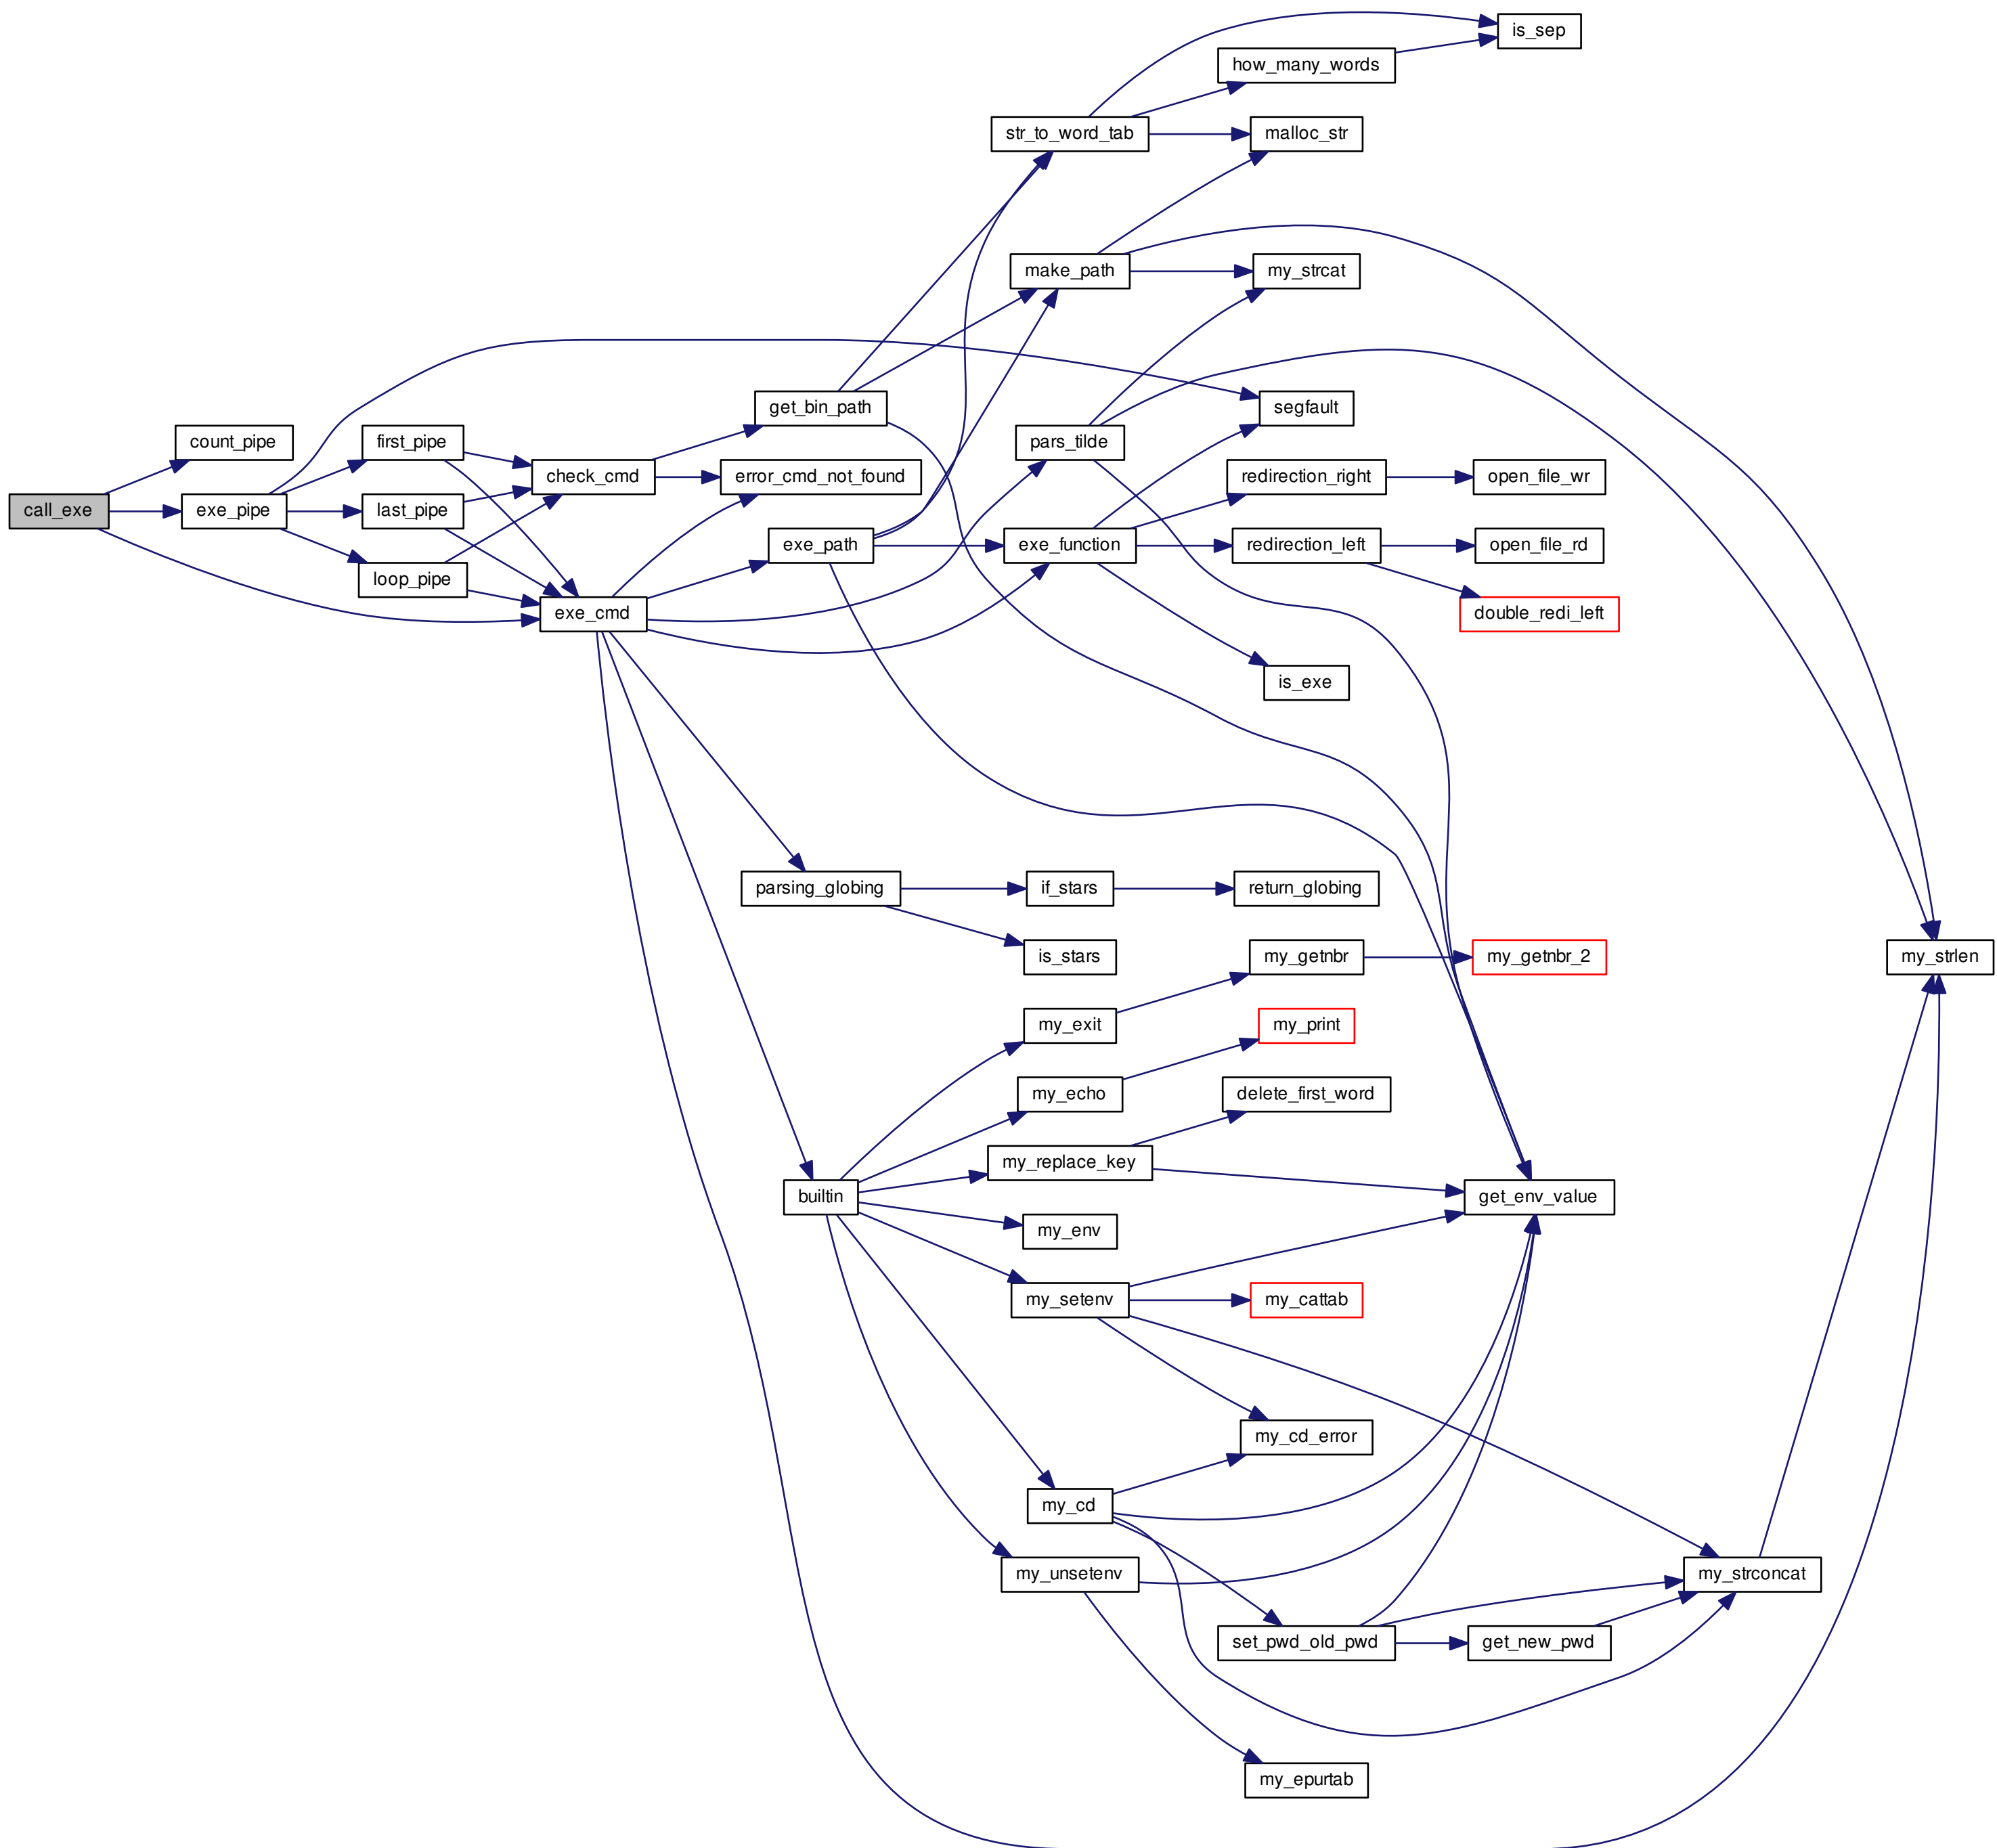 is_sep
how_many_words
str_to_word_tab
malloc_str
make_path
my_strcat
get_bin_path
segfault
count_pipe
first_pipe
pars_tilde
check_cmd
error_cmd_not_found
redirection_right
open_file_wr
call_exe
exe_pipe
last_pipe
exe_path
exe_function
redirection_left
open_file_rd
loop_pipe
exe_cmd
double_redi_left
is_exe
parsing_globing
if_stars
return_globing
is_stars
my_getnbr
my_getnbr_2
my_strlen
my_exit
my_print
my_echo
delete_first_word
my_replace_key
builtin
get_env_value
my_env
my_setenv
my_cattab
my_cd_error
my_cd
my_unsetenv
my_strconcat
set_pwd_old_pwd
get_new_pwd
my_epurtab